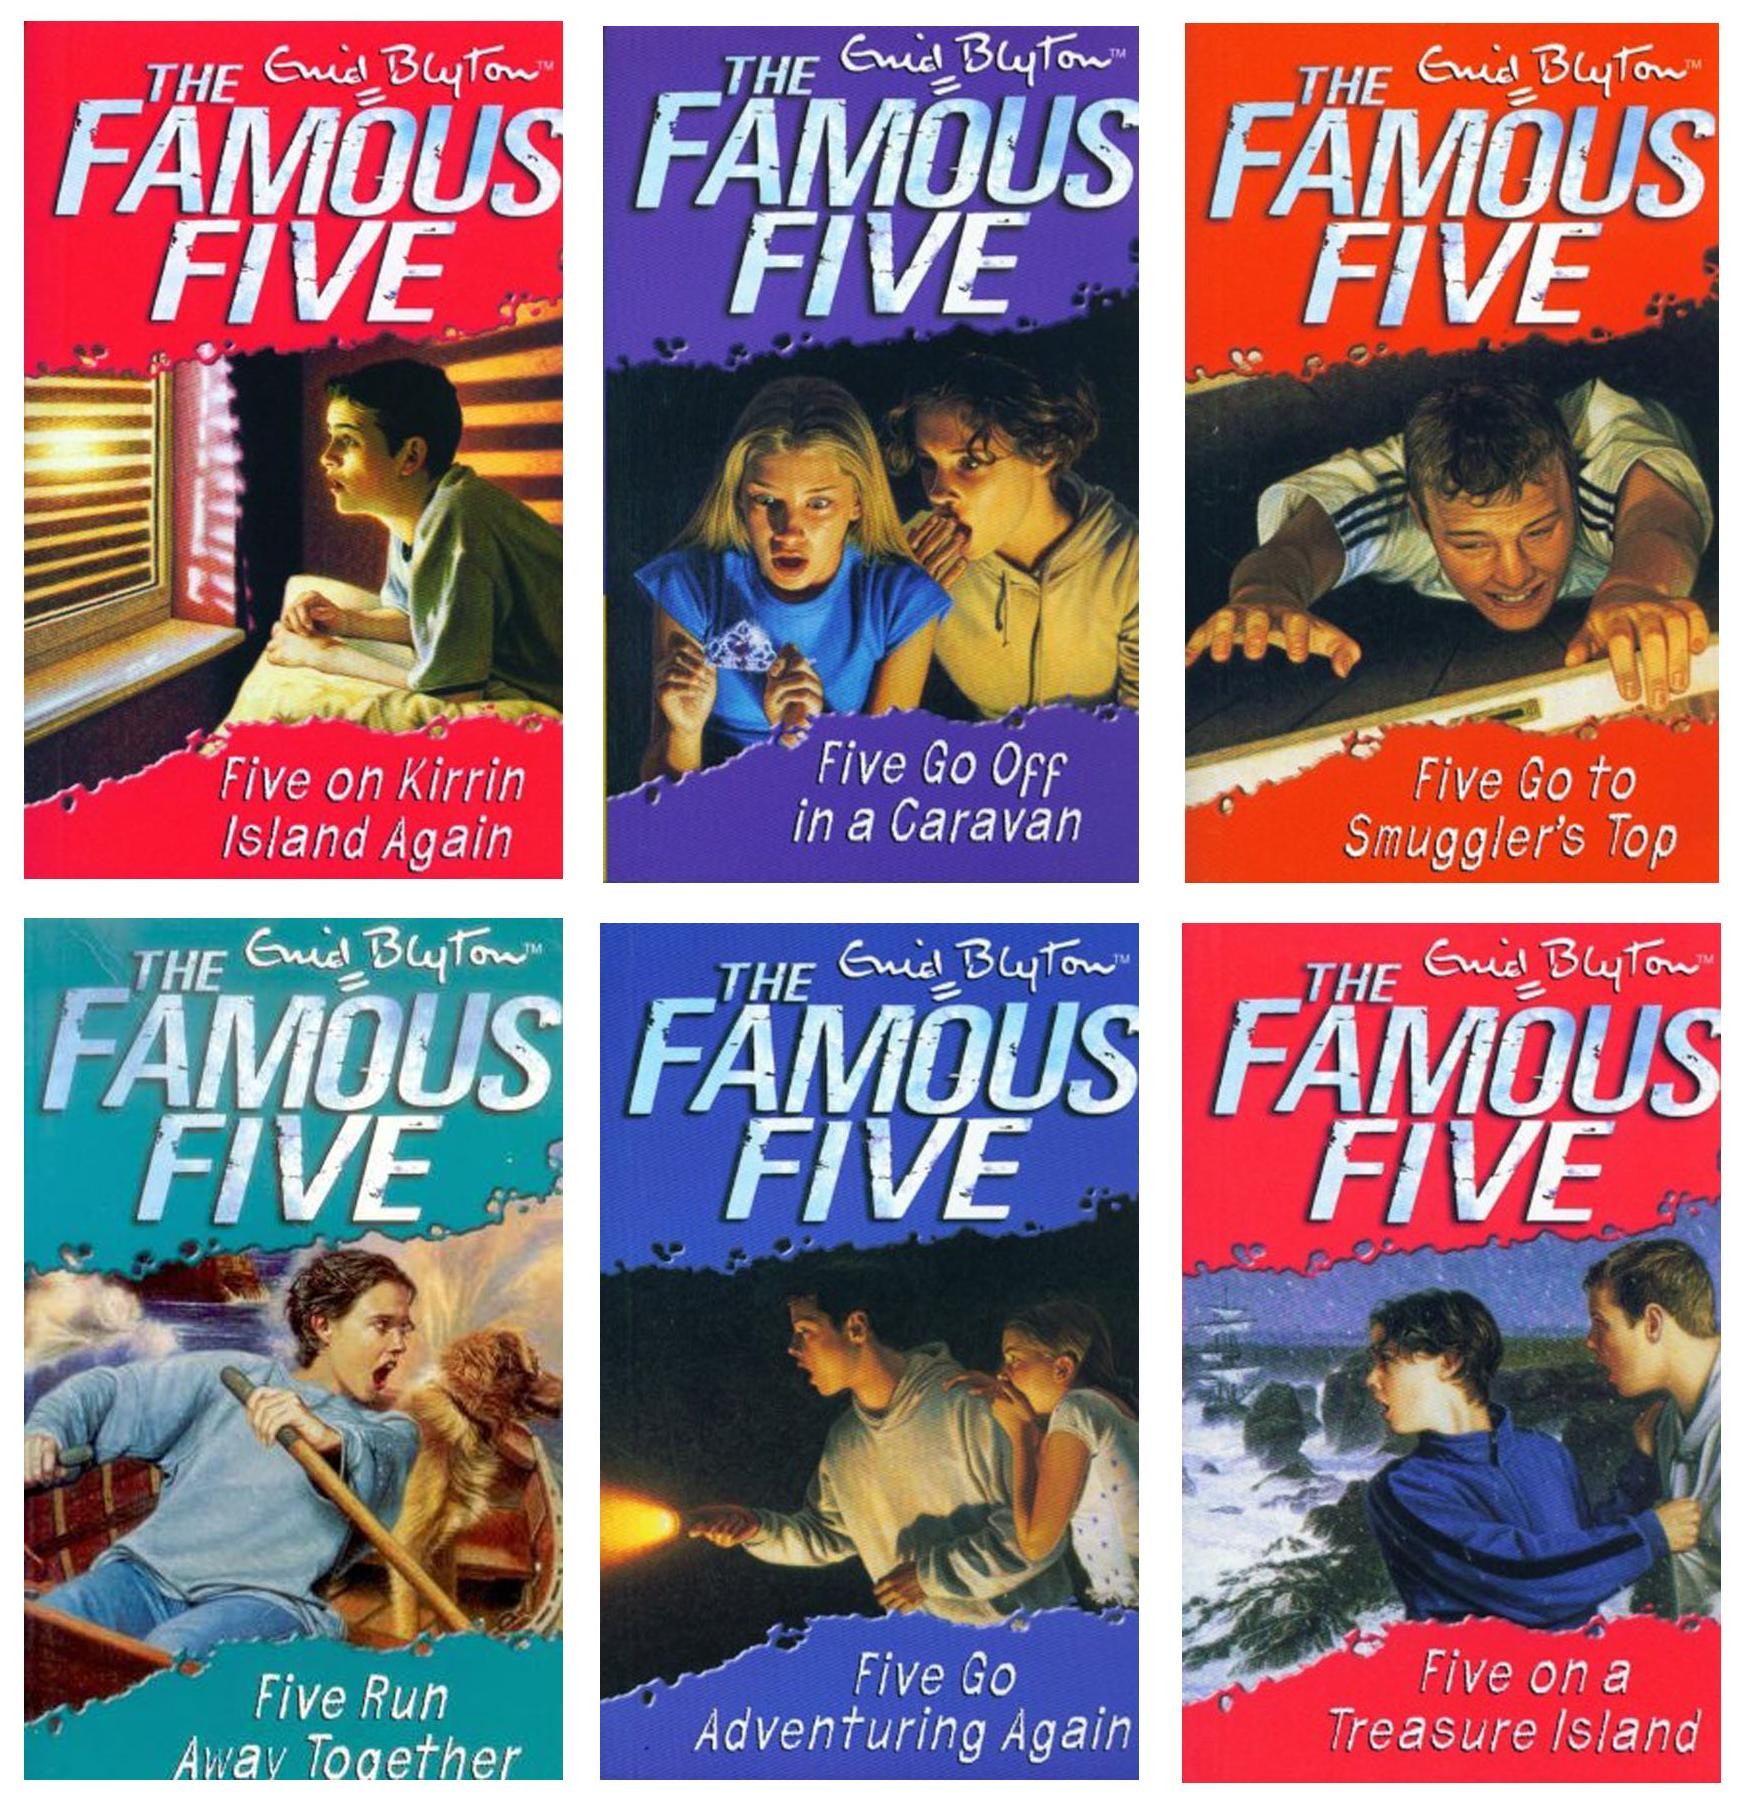 Enid Blyton™
THE
FAMOUS
FIVE
Five on Kirrin
Island Again
Enid Blyton™
THE
FAMOUS
FIVE
Five Go Off
in a Caravan
Enid Blyton™
THE
FAMOUS
FIVE
Five Go to
Smuggler's Top
Enid Blyton™
THE
FAMOUS
FIVE
Five Run
Away Together
Enid Blyton™
THE
FAMOUS
FIVE
Five Go
Adventuring Again
Enid Blyton™
THE
FAMOUS
FIVE
Five on a
Treasure Island